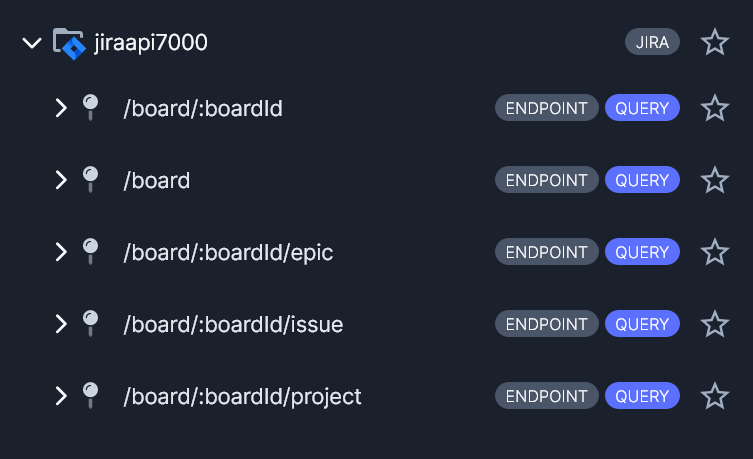 jiraapi7000 JIRA
/board/:boardId ENDPOINT QUERY
/board ENDPOINT QUERY
/board/:boardId/epic ENDPOINT QUERY
/board/:boardId/issue ENDPOINT QUERY
/board/:boardId/project ENDPOINT QUERY